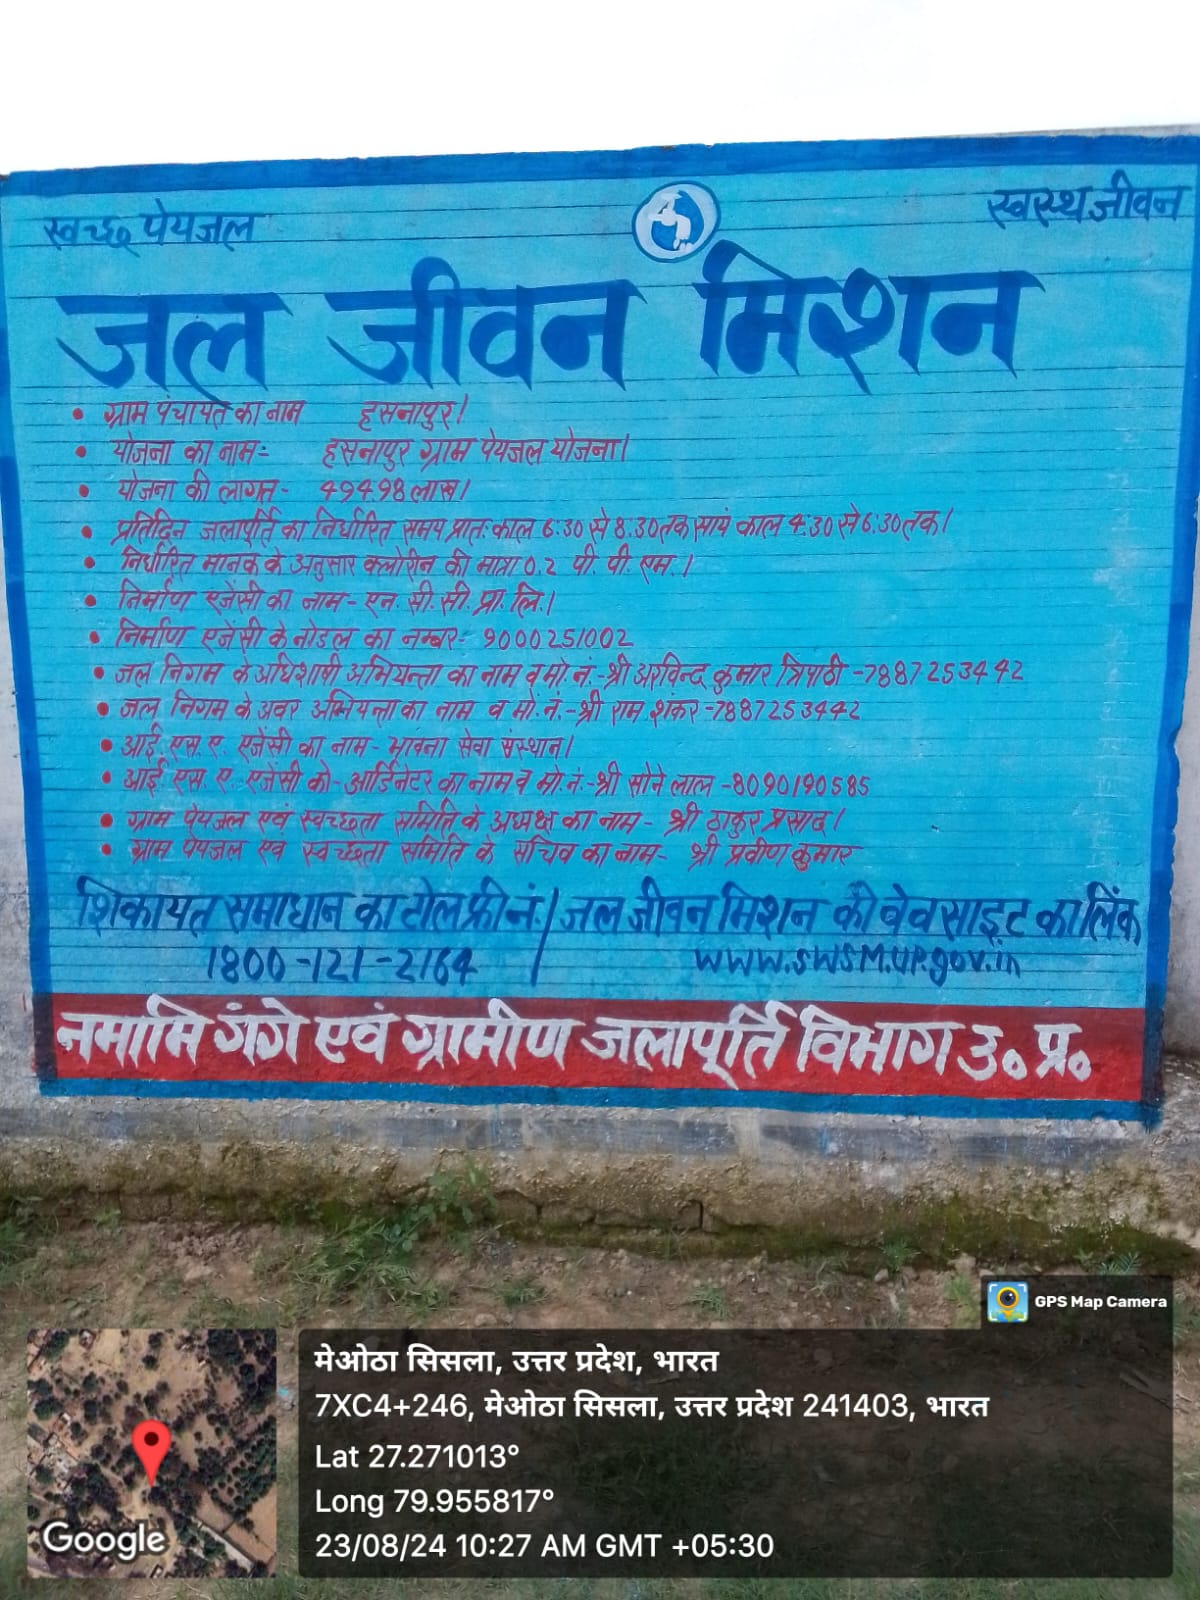 स्वच्छ पेयजल
स्वस्थ जीवन
जल जीवन मिशन
• ग्राम पंचायत का नाम हसनापुर।
• योजना का नाम:- हसनापुर ग्राम पेयजल योजना।
• योजना की लागत- 494.98 लाख।
• प्रतिदिन जलापूर्ति का निर्धारित समय प्रातः काल 6:30 से 8:30 तक सायं काल 4:30 से 6:30 तक।
• निर्धारित मानक के अनुसार क्लोरीन की मात्रा 0.2 पी. पी. एम.।
• निर्माण एजेंसी का नाम- एन. सी. सी. प्रा. लि.।
• निर्माण एजेंसी के नोडल का नम्बर- 9000251002
• जल निगम के अधिशाषी अभियन्ता का नाम व मो. नं.-श्री अरविन्द कुमार त्रिपाठी -7887253442
• जल निगम के अवर अभियन्ता का नाम व मो. नं.-श्री राम शंकर -7887253442
• आई. एस. ए. एजेंसी का नाम- भावना सेवा संस्थान।
• आई. एस. ए. एजेंसी को-आर्डिनेटर का नाम व मो. नं.-श्री सोने लाल -8090190585
• ग्राम पेयजल एवं स्वच्छता समिति के अध्यक्ष का नाम- श्री ठाकुर प्रसाद।
• ग्राम पेयजल एवं स्वच्छता समिति के सचिव का नाम- श्री प्रवीण कुमार
शिकायत समाधान का टोल फ्री नं. | जल जीवन मिशन की वेवसाइट का लिंक
1800-121-2164 | www.swsm.up.gov.in
नमामि गंगे एवं ग्रामीण जलापूर्ति विभाग उ॰ प्र॰
GPS Map Camera
मेओठा सिसला, उत्तर प्रदेश, भारत
7XC4+246, मेओठा सिसला, उत्तर प्रदेश 241403, भारत
Lat 27.271013°
Long 79.955817°
23/08/24 10:27 AM GMT +05:30
Google